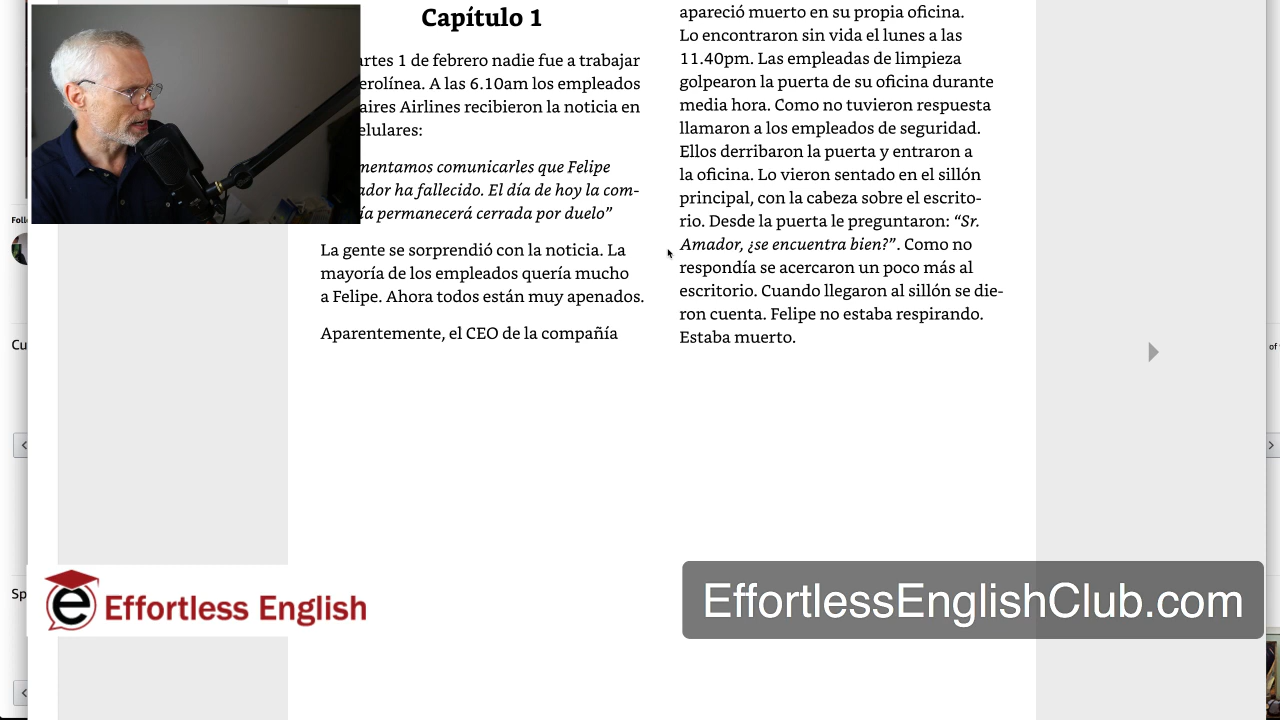 Capítulo 1
artes 1 de febrero nadie fue a trabajar
erolínea. A las 6.10am los empleados
aires Airlines recibieron la noticia en
elulares:
mentamos comunicarles que Felipe
ador ha fallecido. El día de hoy la com-
ía permanecerá cerrada por duelo”
La gente se sorprendió con la noticia. La
mayoría de los empleados quería mucho
a Felipe. Ahora todos están muy apenados.
Aparentemente, el CEO de la compañía
apareció muerto en su propia oficina.
Lo encontraron sin vida el lunes a las
11.40pm. Las empleadas de limpieza
golpearon la puerta de su oficina durante
media hora. Como no tuvieron respuesta
llamaron a los empleados de seguridad.
Ellos derribaron la puerta y entraron a
la oficina. Lo vieron sentado en el sillón
principal, con la cabeza sobre el escrito-
rio. Desde la puerta le preguntaron: “Sr.
Amador, ¿se encuentra bien?”. Como no
respondía se acercaron un poco más al
escritorio. Cuando llegaron al sillón se die-
ron cuenta. Felipe no estaba respirando.
Estaba muerto.
Foll
Cu
Sp
of
e Effortless English
EffortlessEnglishClub.com